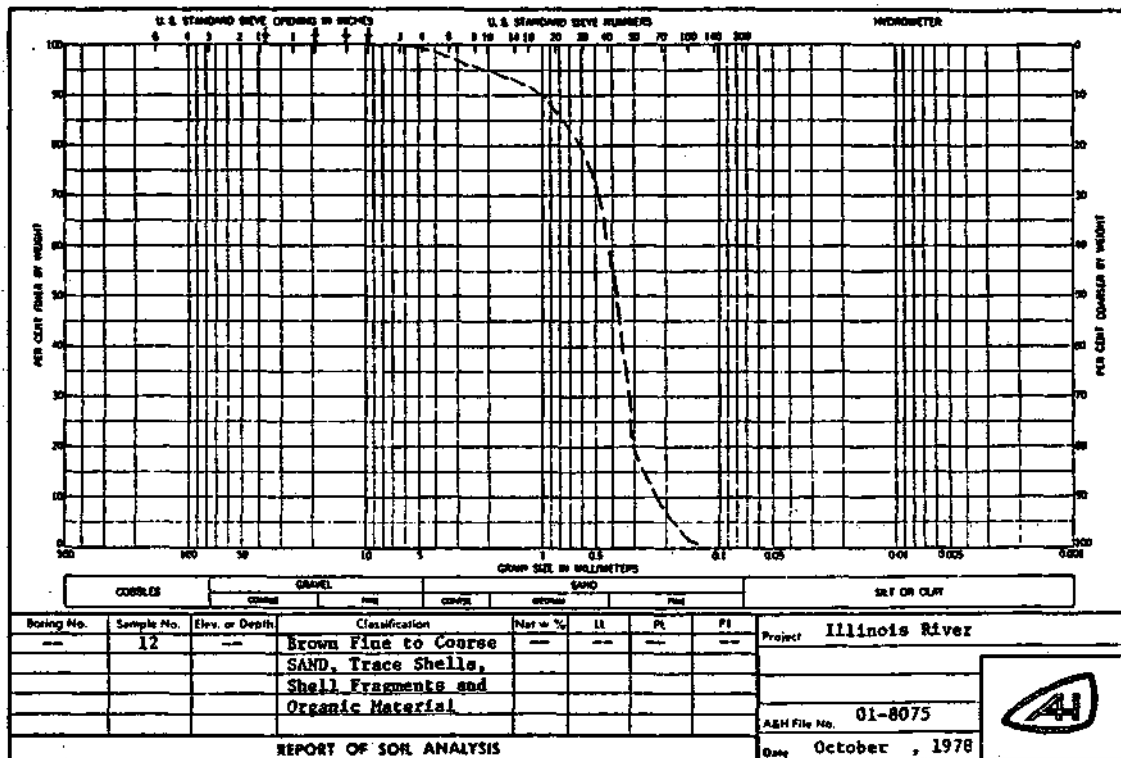 U. S. STANDARD SIEVE OPENING IN INCHES U. S. STANDARD SIEVE NUMBERS HYDROMETER
6 4 3 2 1 3 4 6 8 10 14 16 20 30 40 50 70 100 140 200
100 90 80 70 60 50 40 30 20 10 0
PER CENT FINER BY WEIGHT
0 10 20 30 40 50 60 70 80 90 100
PER CENT COARSER BY WEIGHT
100 50 10 5 1 0.5 0.1 0.05 0.01 0.005 0.001
GRAIN SIZE IN MILLIMETERS
COBBLES GRAVEL SAND SILT OR CLAY
COARSE FINE COARSE MEDIUM FINE
Boring No. Sample No. Elev. or Depth Classification Nat w % LL PL PI
-- 12 -- Brown Fine to Coarse -- -- -- --
SAND, Trace Shells,
Shell Fragments and
Organic Material
REPORT OF SOIL ANALYSIS
Project Illinois River
A&H File No. 01-8075
Date October , 1978
AH